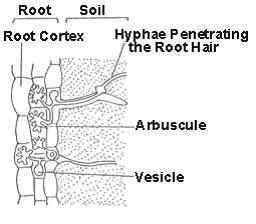 Root Soil
Root Cortex
Hyphae Penetrating
the Root Hair
Arbuscule
Vesicle